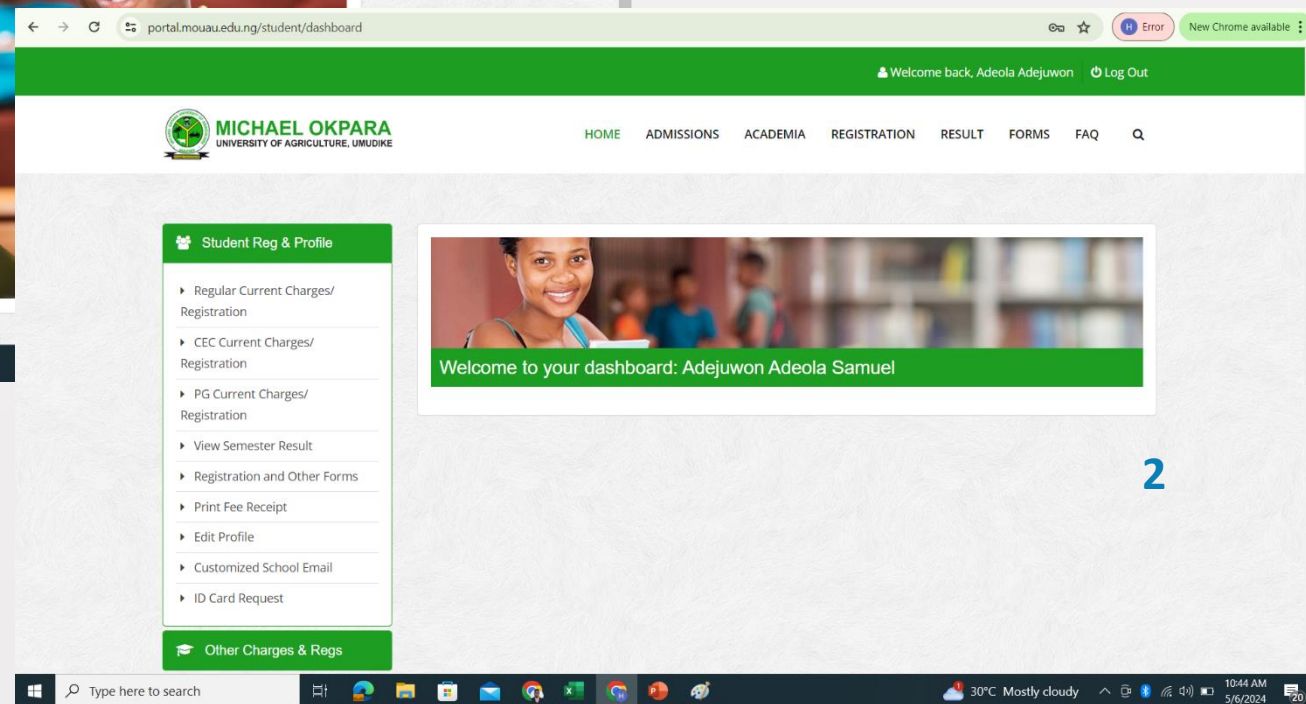 portal.mouau.edu.ng/student/dashboard
H Error
New Chrome available
Welcome back, Adeola Adejuwon
Log Out
MICHAEL OKPARA
UNIVERSITY OF AGRICULTURE, UMUDIKE
HOME ADMISSIONS ACADEMIA REGISTRATION RESULT FORMS FAQ
Student Reg & Profile
Regular Current Charges/
Registration
CEC Current Charges/
Registration
PG Current Charges/
Registration
View Semester Result
Registration and Other Forms
Print Fee Receipt
Edit Profile
Customized School Email
ID Card Request
Other Charges & Regs
Welcome to your dashboard: Adejuwon Adeola Samuel
2
Type here to search
30°C Mostly cloudy
10:44 AM
5/6/2024
20